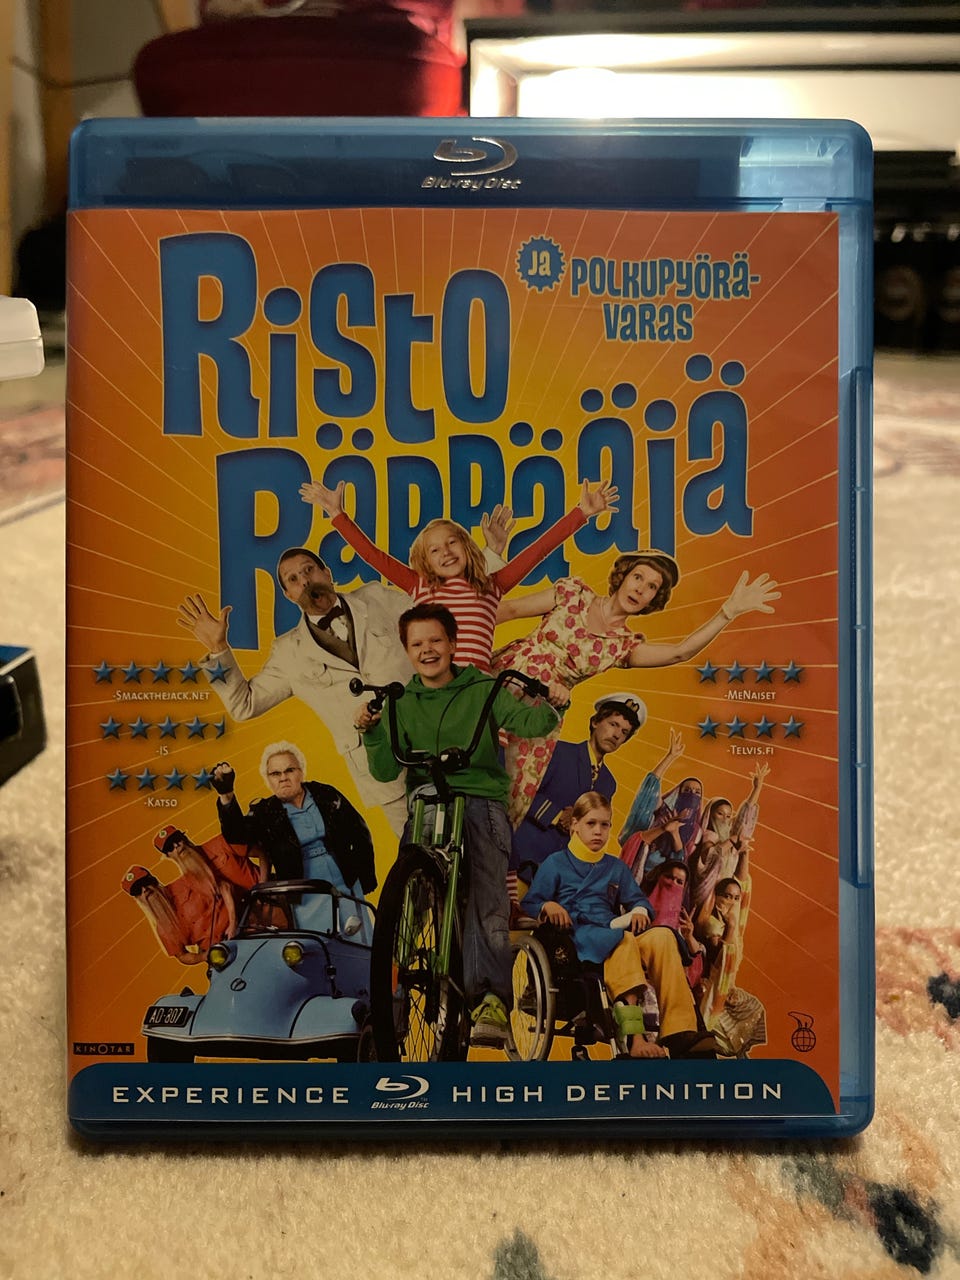 Blu-ray Disc
RiSto
ja POLKUPYÖRÄ-
VARAS
RäPPääjä
-SMACKTHEJACK.NET
-MENAISET
-IS
-TELVIS.FI
-KATSO
AD-807
KINOTAR
EXPERIENCE Blu-ray Disc HIGH DEFINITION